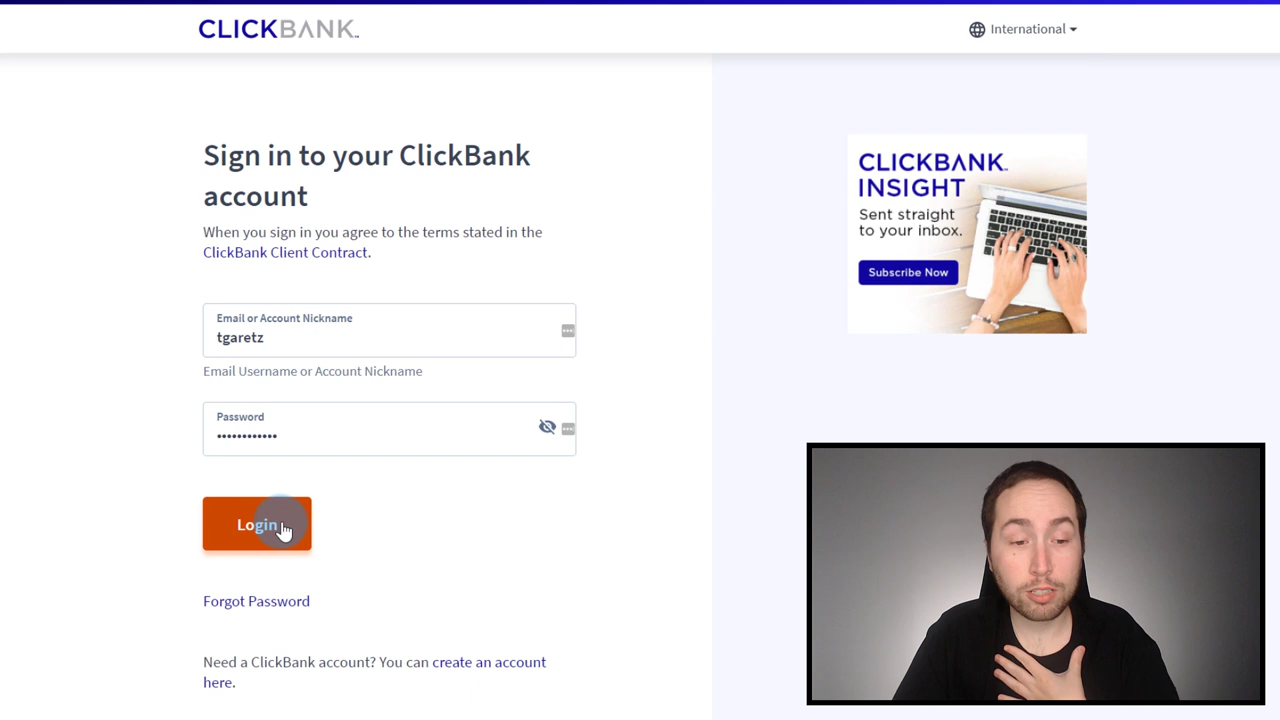 CLICKBANK™
International
Sign in to your ClickBank
account
When you sign in you agree to the terms stated in the
ClickBank Client Contract.
Email or Account Nickname
tgaretz
Email Username or Account Nickname
Password
••••••••••••
Login
Forgot Password
Need a ClickBank account? You can create an account
here.
CLICKBANK™
INSIGHT
Sent straight
to your inbox.
Subscribe Now